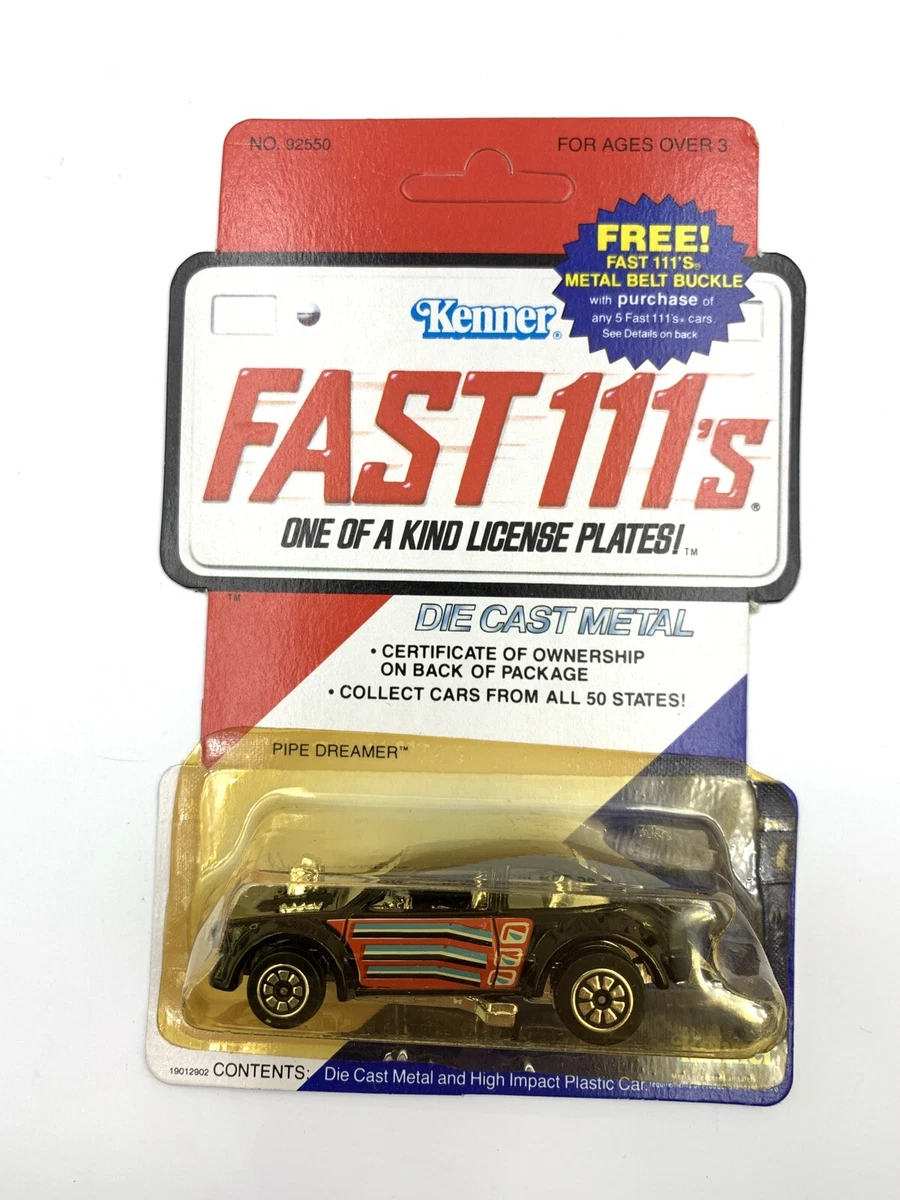 NO. 92550
FOR AGES OVER 3
FREE!
FAST 111'S®
METAL BELT BUCKLE
with purchase of
any 5 Fast 111's® cars.
See Details on back
Kenner®
FAST 111's®
ONE OF A KIND LICENSE PLATES!™
™
DIE CAST METAL
• CERTIFICATE OF OWNERSHIP
ON BACK OF PACKAGE
• COLLECT CARS FROM ALL 50 STATES!
PIPE DREAMER™
19012902 CONTENTS: Die Cast Metal and High Impact Plastic Car.